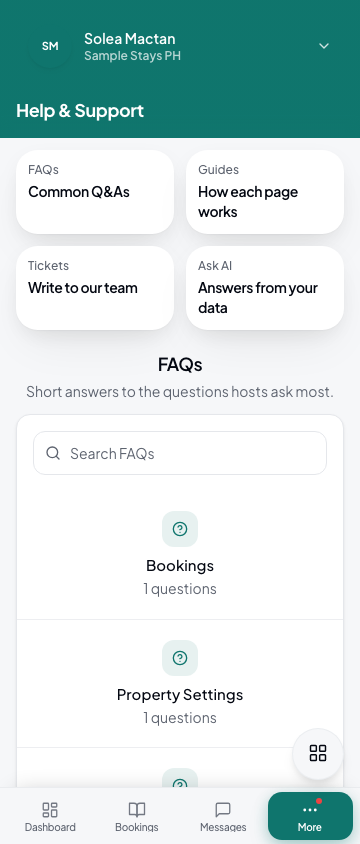 SM
Solea Mactan
Sample Stays PH
Help & Support
FAQs
Common Q&As
Guides
How each page
works
Tickets
Write to our team
Ask AI
Answers from your
data
FAQs
Short answers to the questions hosts ask most.
Search FAQs
Bookings
1 questions
Property Settings
1 questions
Dashboard
Bookings
Messages
More